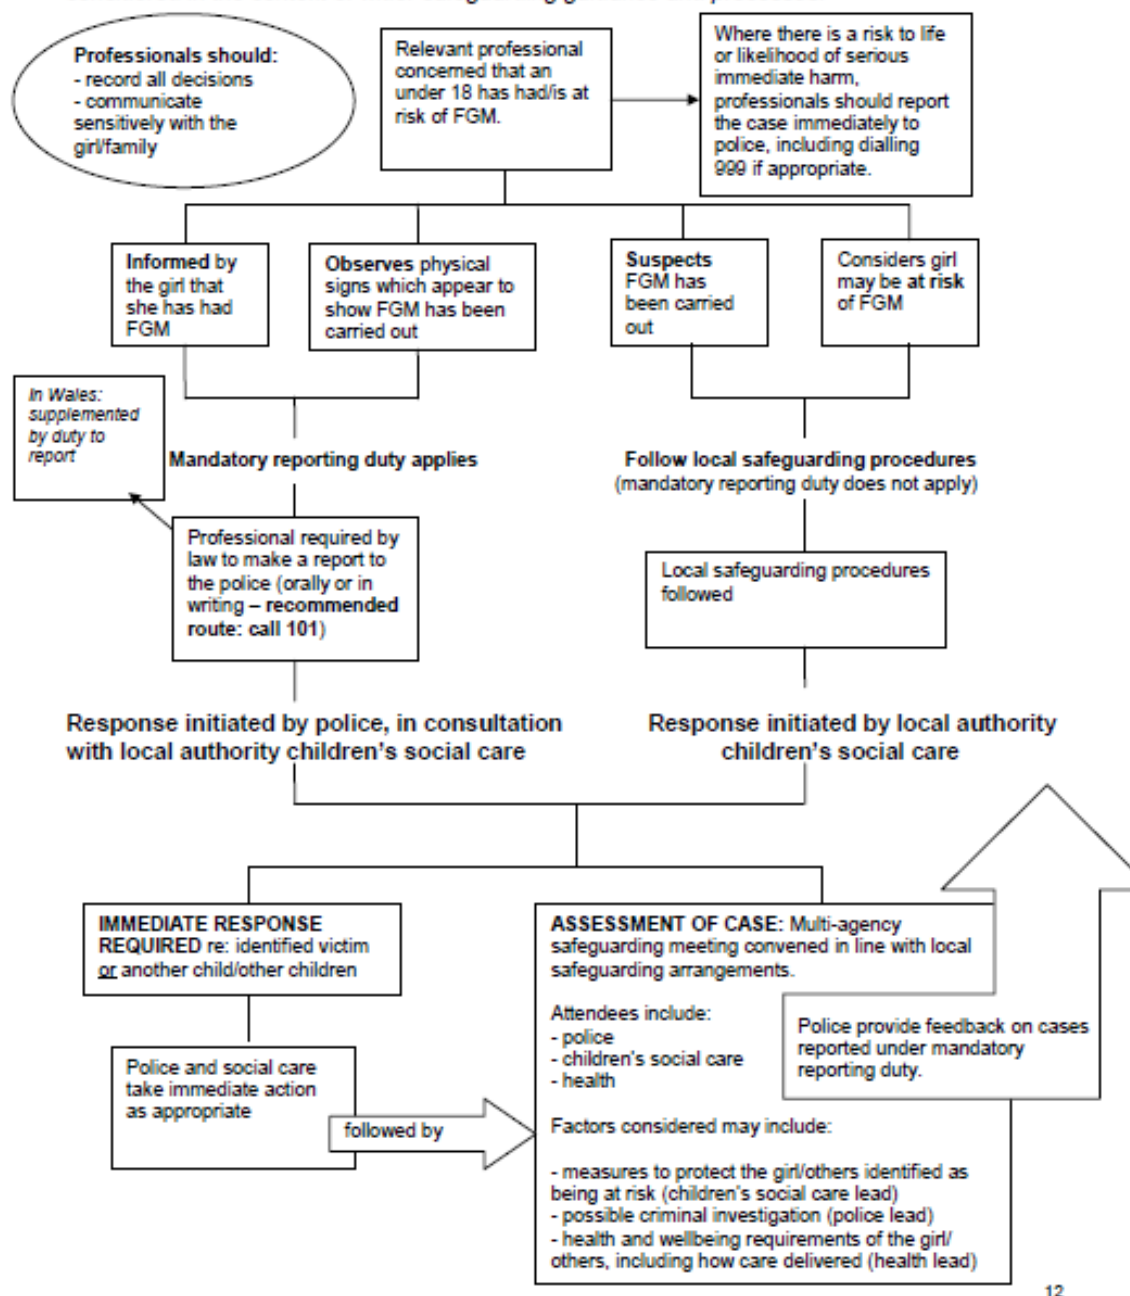 Professionals should:
- record all decisions
- communicate
sensitively with the
girl/family
Relevant professional
concerned that an
under 18 has had/is at
risk of FGM.
Where there is a risk to life
or likelihood of serious
immediate harm,
professionals should report
the case immediately to
police, including dialling
999 if appropriate.
Informed by
the girl that
she has had
FGM
Observes physical
signs which appear to
show FGM has been
carried out
Suspects
FGM has
been carried
out
Considers girl
may be at risk
of FGM
In Wales:
supplemented
by duty to
report
Mandatory reporting duty applies
Follow local safeguarding procedures
(mandatory reporting duty does not apply)
Professional required by
law to make a report to
the police (orally or in
writing – recommended
route: call 101)
Local safeguarding procedures
followed
Response initiated by police, in consultation
with local authority children's social care
Response initiated by local authority
children's social care
IMMEDIATE RESPONSE
REQUIRED re: identified victim
or another child/other children
Police and social care
take immediate action
as appropriate
followed by
ASSESSMENT OF CASE: Multi-agency
safeguarding meeting convened in line with local
safeguarding arrangements.
Attendees include:
- police
- children's social care
- health
Police provide feedback on cases
reported under mandatory
reporting duty.
Factors considered may include:
- measures to protect the girl/others identified as
being at risk (children's social care lead)
- possible criminal investigation (police lead)
- health and wellbeing requirements of the girl/
others, including how care delivered (health lead)
12